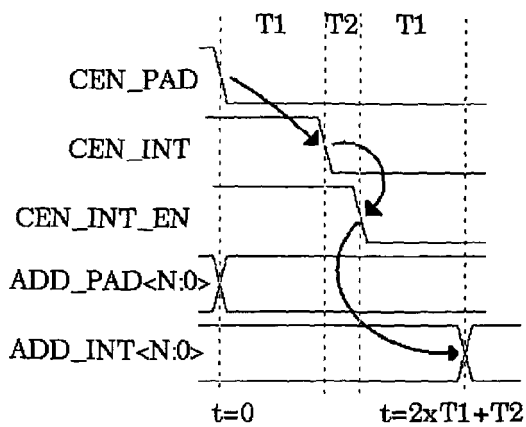 T1 T2 T1
CEN_PAD
CEN_INT
CEN_INT_EN
ADD_PAD<N:0>
ADD_INT<N:0>
t=0 t=2xT1+T2